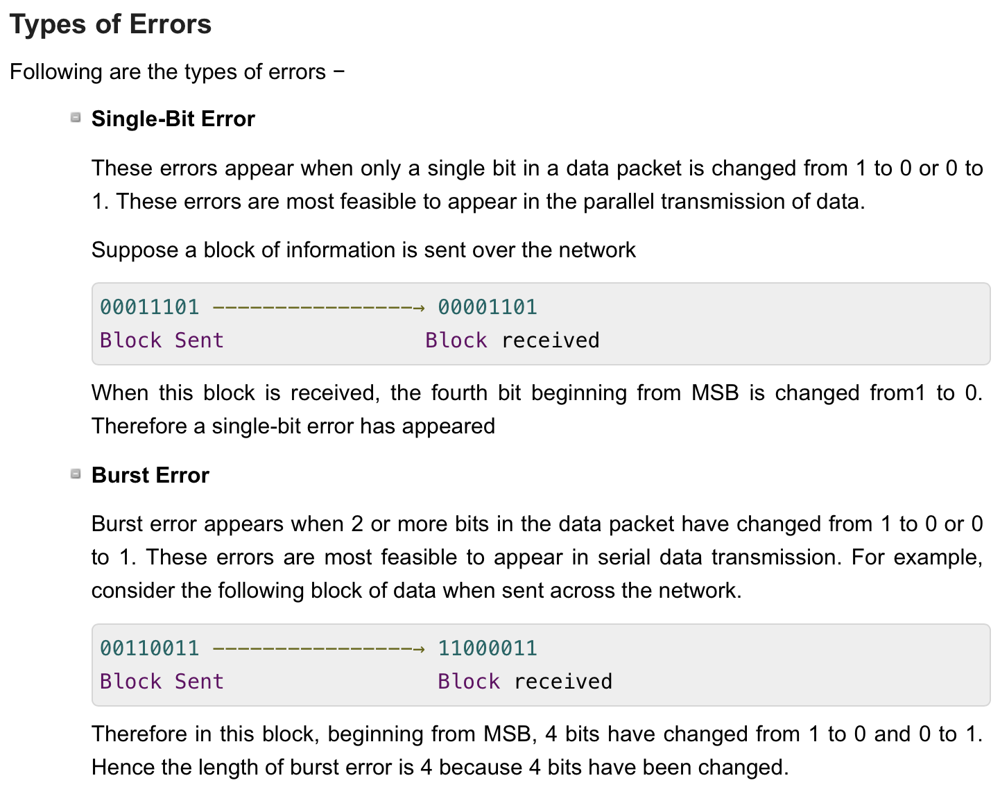 Types of Errors
Following are the types of errors −
Single-Bit Error
These errors appear when only a single bit in a data packet is changed from 1 to 0 or 0 to
1. These errors are most feasible to appear in the parallel transmission of data.
Suppose a block of information is sent over the network
00011101 −−−−−−−−−−−−−−−−→ 00001101
Block Sent Block received
When this block is received, the fourth bit beginning from MSB is changed from1 to 0.
Therefore a single-bit error has appeared
Burst Error
Burst error appears when 2 or more bits in the data packet have changed from 1 to 0 or 0
to 1. These errors are most feasible to appear in serial data transmission. For example,
consider the following block of data when sent across the network.
00110011 −−−−−−−−−−−−−−−−→ 11000011
Block Sent Block received
Therefore in this block, beginning from MSB, 4 bits have changed from 1 to 0 and 0 to 1.
Hence the length of burst error is 4 because 4 bits have been changed.